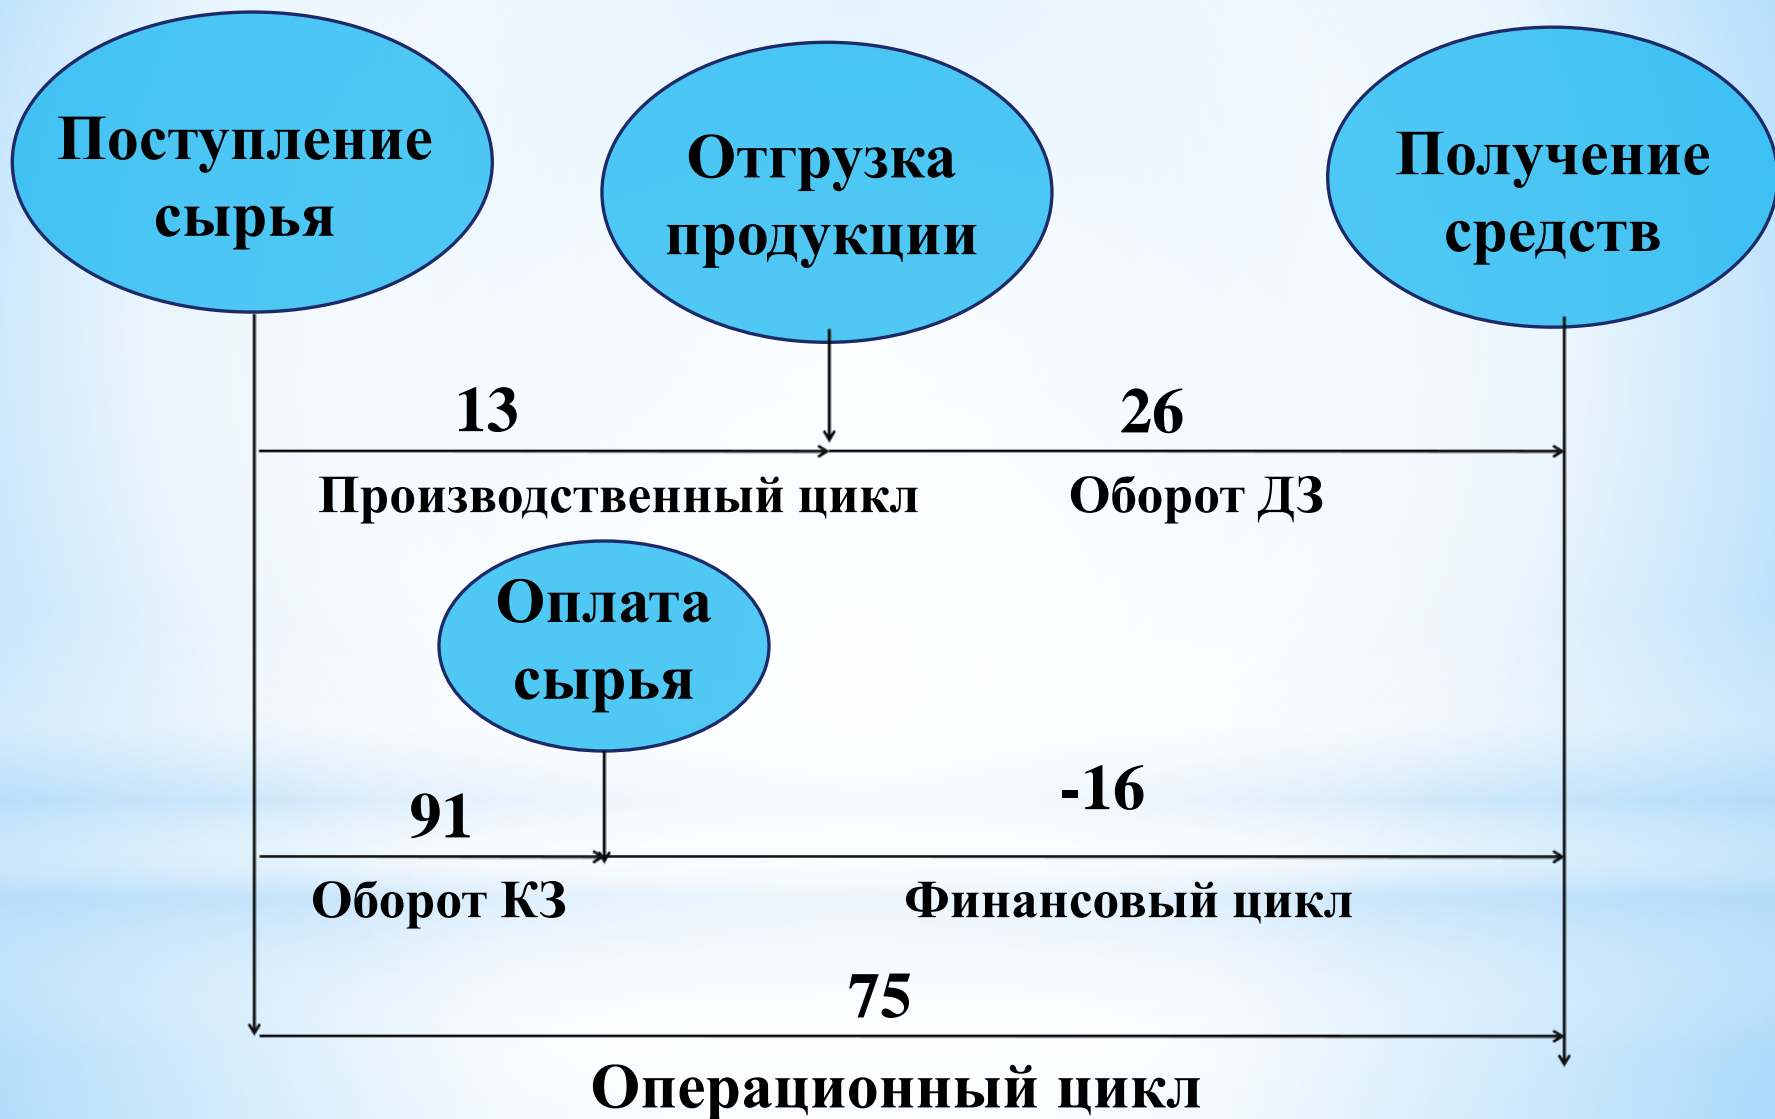 Поступление
сырья
Отгрузка
продукции
Получение
средств
13
26
Производственный цикл
Оборот ДЗ
Оплата
сырья
91
-16
Оборот КЗ
Финансовый цикл
75
Операционный цикл